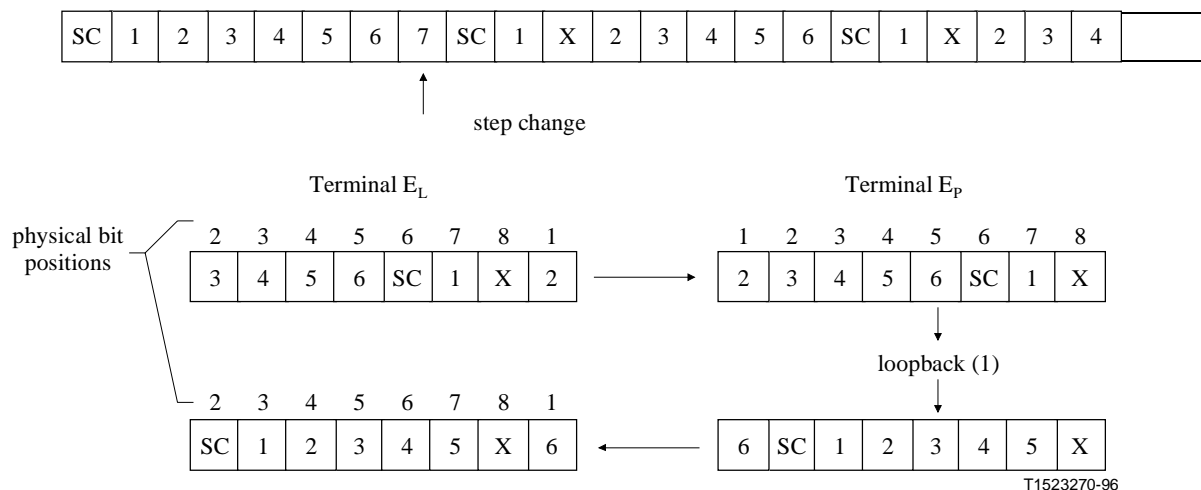 SC 1 2 3 4 5 6 7 SC 1 X 2 3 4 5 6 SC 1 X 2 3 4
step change
Terminal E_L Terminal E_P
physical bit
positions
2 3 4 5 6 7 8 1 1 2 3 4 5 6 7 8
3 4 5 6 SC 1 X 2 2 3 4 5 6 SC 1 X
loopback (1)
2 3 4 5 6 7 8 1
SC 1 2 3 4 5 X 6 6 SC 1 2 3 4 5 X
T1523270-96